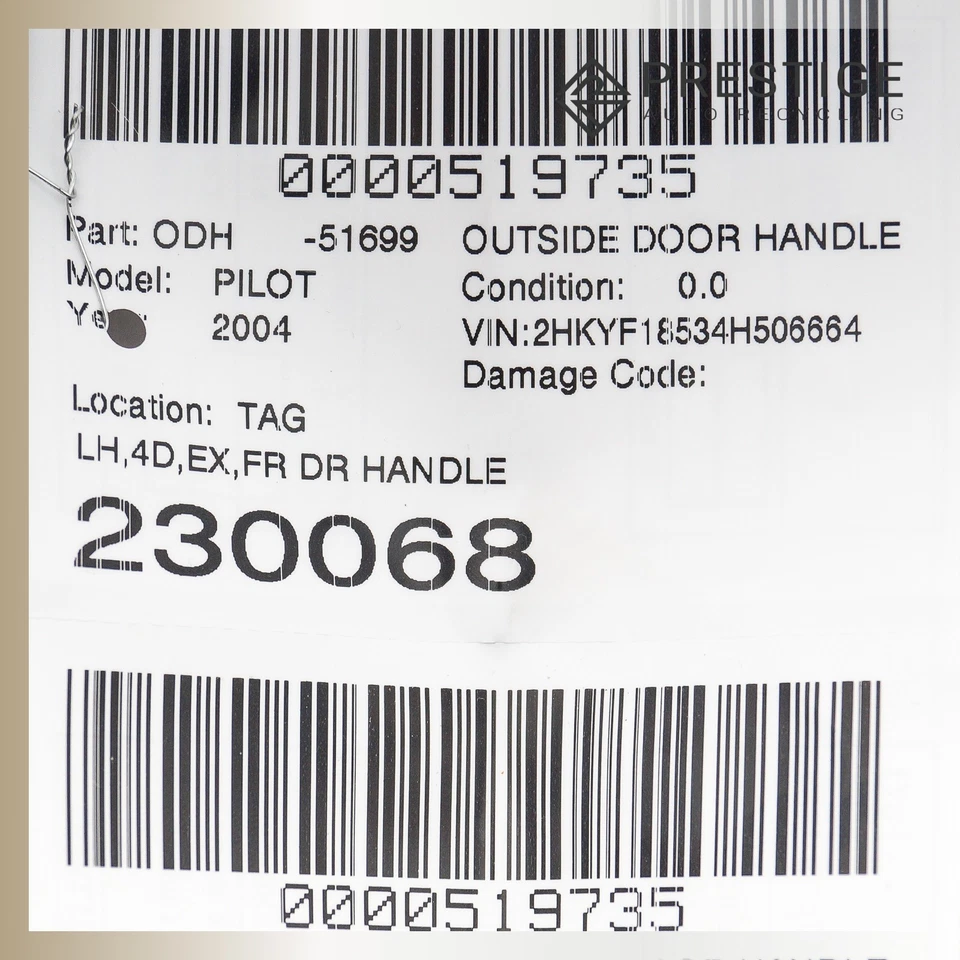 PRESTIGE
AUTO RECYCLING
0000519735
Part: ODH -51699 OUTSIDE DOOR HANDLE
Model: PILOT Condition: 0.0
Year: 2004 VIN:2HKYF18534H506664
Damage Code:
Location: TAG
LH,4D,EX,FR DR HANDLE
230068
0000519735